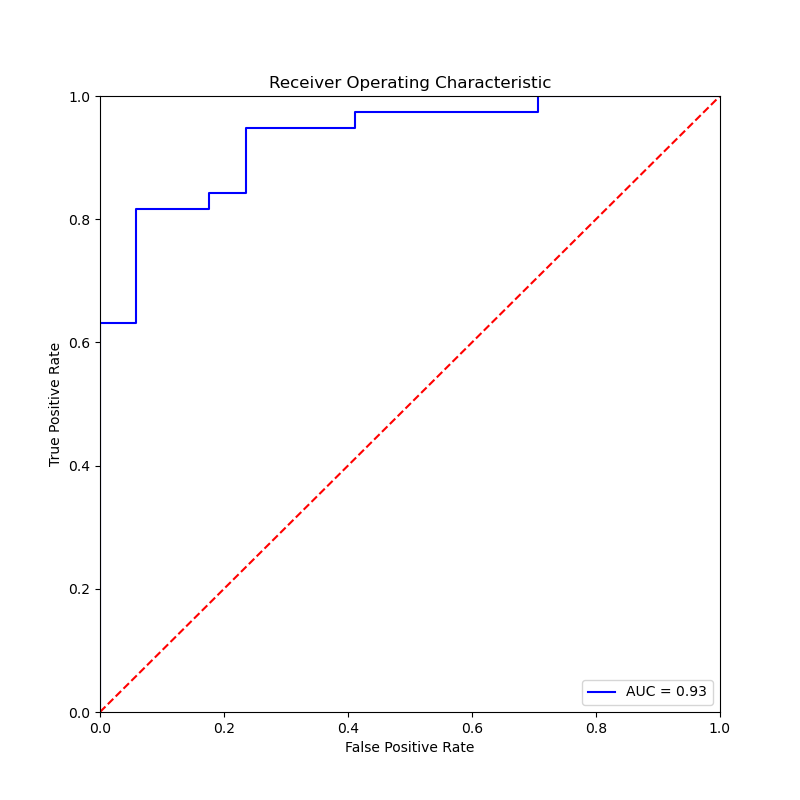 Receiver Operating Characteristic
1.0
0.8
0.6
0.4
0.2
0.0
True Positive Rate
AUC = 0.93
0.0 0.2 0.4 0.6 0.8 1.0
False Positive Rate